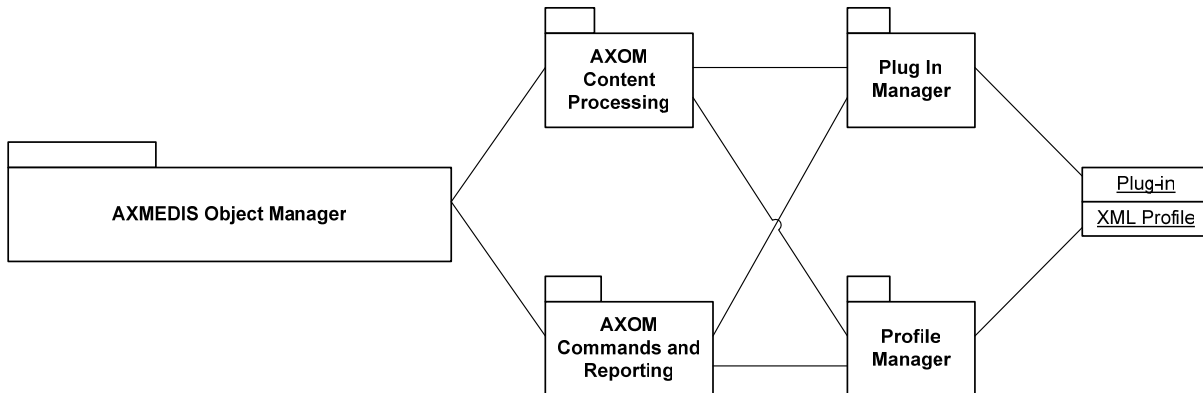 AXMEDIS Object Manager
AXOM
Content
Processing
Plug In
Manager
AXOM
Commands and
Reporting
Profile
Manager
Plug-in
XML Profile